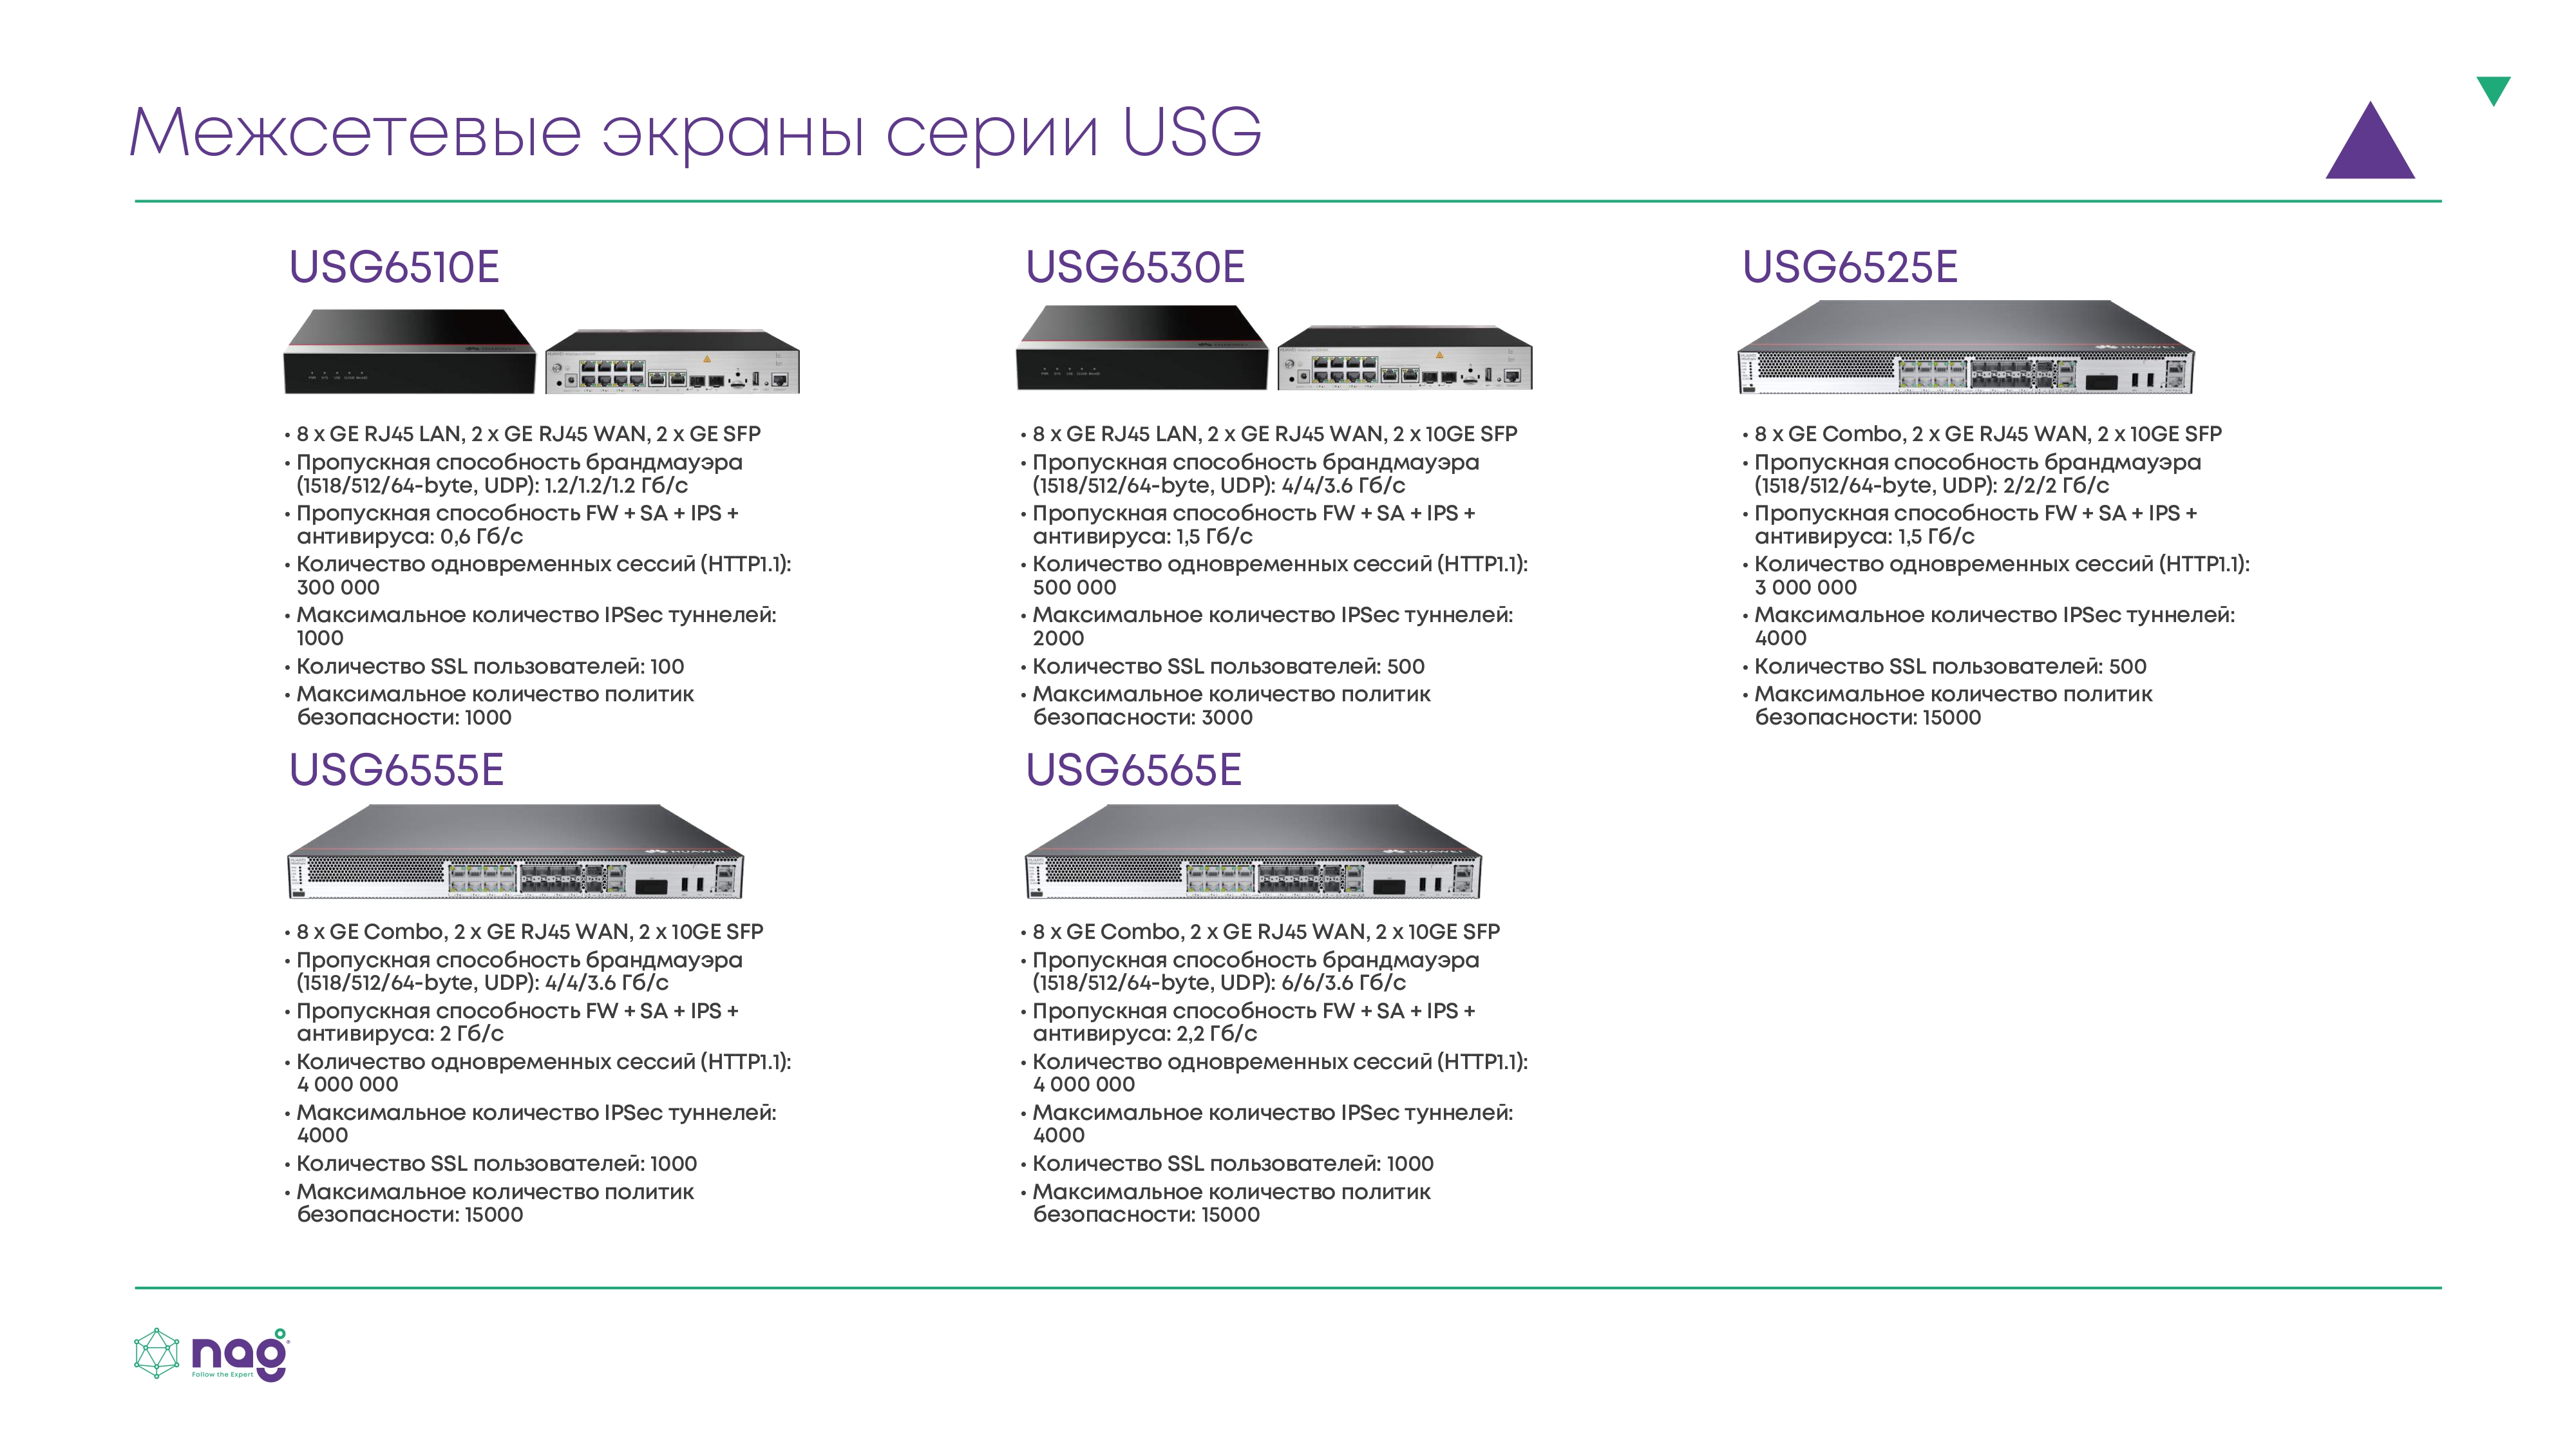 Межсетевые экраны серии USG
USG6510E
• 8 x GE RJ45 LAN, 2 x GE RJ45 WAN, 2 x GE SFP
• Пропускная способность брандмауэра
(1518/512/64-byte, UDP): 1.2/1.2/1.2 Гб/с
• Пропускная способность FW + SA + IPS +
антивируса: 0,6 Гб/с
• Количество одновременных сессий (HTTP1.1):
300 000
• Максимальное количество IPSec туннелей:
1000
• Количество SSL пользователей: 100
• Максимальное количество политик
безопасности: 1000
USG6530E
• 8 x GE RJ45 LAN, 2 x GE RJ45 WAN, 2 x 10GE SFP
• Пропускная способность брандмауэра
(1518/512/64-byte, UDP): 4/4/3.6 Гб/с
• Пропускная способность FW + SA + IPS +
антивируса: 1,5 Гб/с
• Количество одновременных сессий (HTTP1.1):
500 000
• Максимальное количество IPSec туннелей:
2000
• Количество SSL пользователей: 500
• Максимальное количество политик
безопасности: 3000
USG6525E
HUAWEI
• 8 x GE Combo, 2 x GE RJ45 WAN, 2 x 10GE SFP
• Пропускная способность брандмауэра
(1518/512/64-byte, UDP): 2/2/2 Гб/с
• Пропускная способность FW + SA + IPS +
антивируса: 1,5 Гб/с
• Количество одновременных сессий (HTTP1.1):
3 000 000
• Максимальное количество IPSec туннелей:
4000
• Количество SSL пользователей: 500
• Максимальное количество политик
безопасности: 15000
USG6555E
HUAWEI
• 8 x GE Combo, 2 x GE RJ45 WAN, 2 x 10GE SFP
• Пропускная способность брандмауэра
(1518/512/64-byte, UDP): 4/4/3.6 Гб/с
• Пропускная способность FW + SA + IPS +
антивируса: 2 Гб/с
• Количество одновременных сессий (HTTP1.1):
4 000 000
• Максимальное количество IPSec туннелей:
4000
• Количество SSL пользователей: 1000
• Максимальное количество политик
безопасности: 15000
USG6565E
HUAWEI
• 8 x GE Combo, 2 x GE RJ45 WAN, 2 x 10GE SFP
• Пропускная способность брандмауэра
(1518/512/64-byte, UDP): 6/6/3.6 Гб/с
• Пропускная способность FW + SA + IPS +
антивируса: 2,2 Гб/с
• Количество одновременных сессий (HTTP1.1):
4 000 000
• Максимальное количество IPSec туннелей:
4000
• Количество SSL пользователей: 1000
• Максимальное количество политик
безопасности: 15000
nag
Follow the Expert